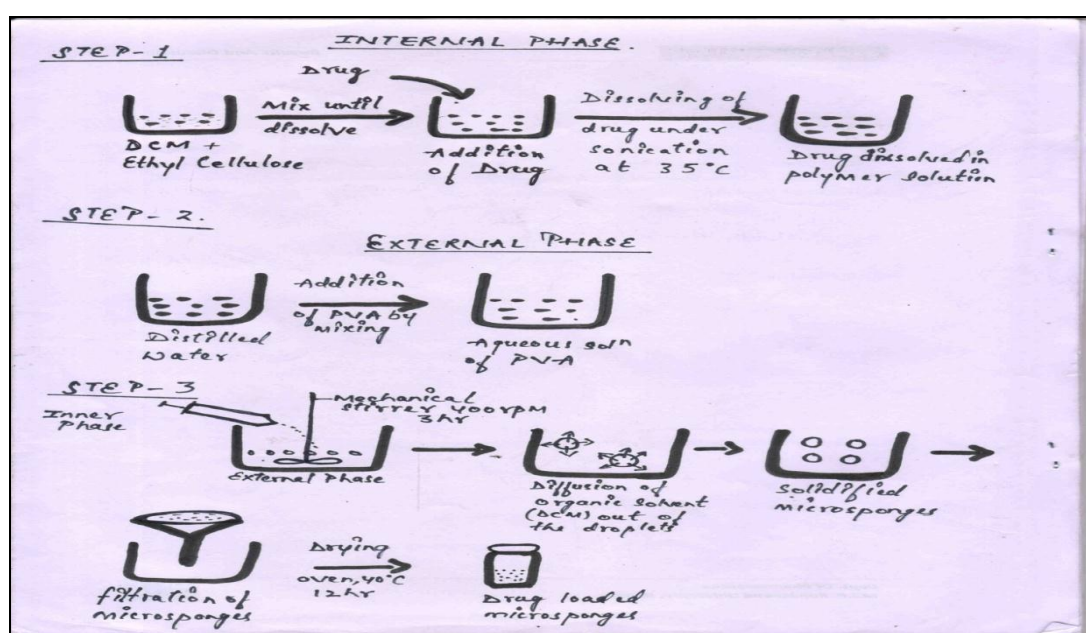 STEP-1
INTERNAL PHASE.
Drug
DCM +
Ethyl Cellulose
Mix until
dissolve
Addition
of Drug
Dissolving of
drug under
sonication
at 35°C
Drug dissolved in
polymer solution
STEP-2.
EXTERNAL PHASE
Distilled
Water
Addition
of PVA by
Mixing
Aqueous soln
of PVA
STEP-3
Inner
Phase
Mechanical
stirrer 400rpm
3hr
External Phase
Diffusion of
organic solvent
(DCM) out of
the droplets
Solidified
microsponges
filtration of
microsponges
Drying
oven, 40°C
12hr
Drug loaded
microsponges